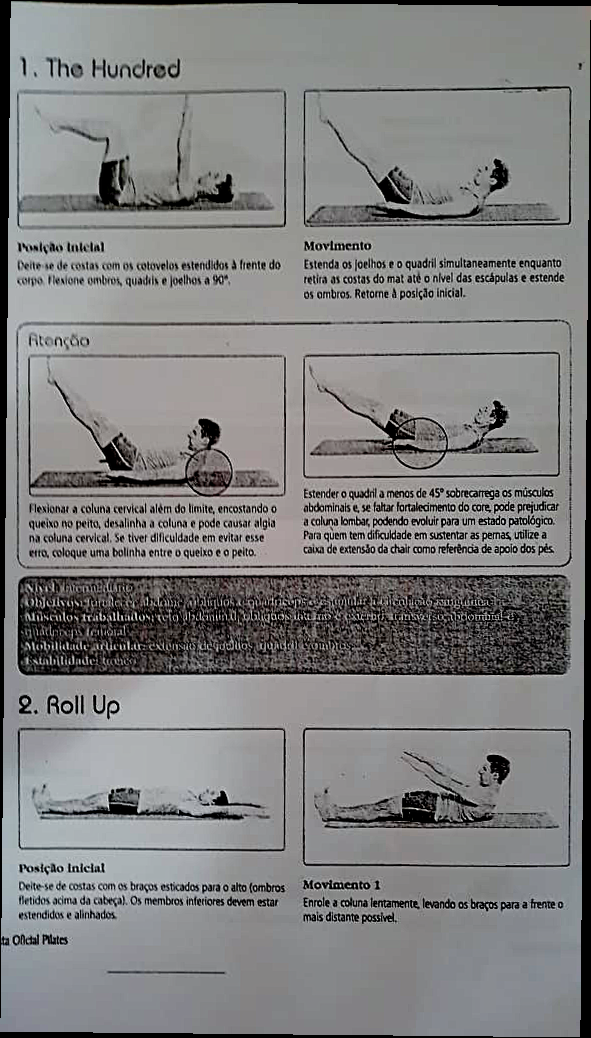 1. The Hundred
Posição inicial
Deite-se de costas com os cotovelos estendidos à frente do
corpo. Flexione ombros, quadris e joelhos a 90°.
Movimento
Estenda os joelhos e o quadril simultaneamente enquanto
retira as costas do mat até o nível das escápulas e estende
os ombros. Retorne à posição inicial.
Atenção
Flexionar a coluna cervical além do limite, encostando o
queixo no peito, desalinha a coluna e pode causar algia
na coluna cervical. Se tiver dificuldade em evitar esse
erro, coloque uma bolinha entre o queixo e o peito.
Estender o quadril a menos de 45° sobrecarrega os músculos
abdominais e, se faltar fortalecimento do core, pode prejudicar
a coluna lombar, podendo evoluir para um estado patológico.
Para quem tem dificuldade em sustentar as pernas, utilize a
caixa de extensão da chair como referência de apoio dos pés.
Nível: intermediário
Objetivos: fortalecer abdome, oblíquos e quadríceps e estimular a circulação sanguínea
Músculos trabalhados: reto abdominal, oblíquos interno e externo, transverso abdominal e
quadríceps femoral
Mobilidade articular: extensão de joelhos, quadril e ombros
Estabilidade: tronco
2. Roll Up
Posição inicial
Deite-se de costas com os braços esticados para o alto (ombros
fletidos acima da cabeça). Os membros inferiores devem estar
estendidos e alinhados.
Movimento 1
Enrole a coluna lentamente, levando os braços para a frente o
mais distante possível.
ta Oficial Pilates